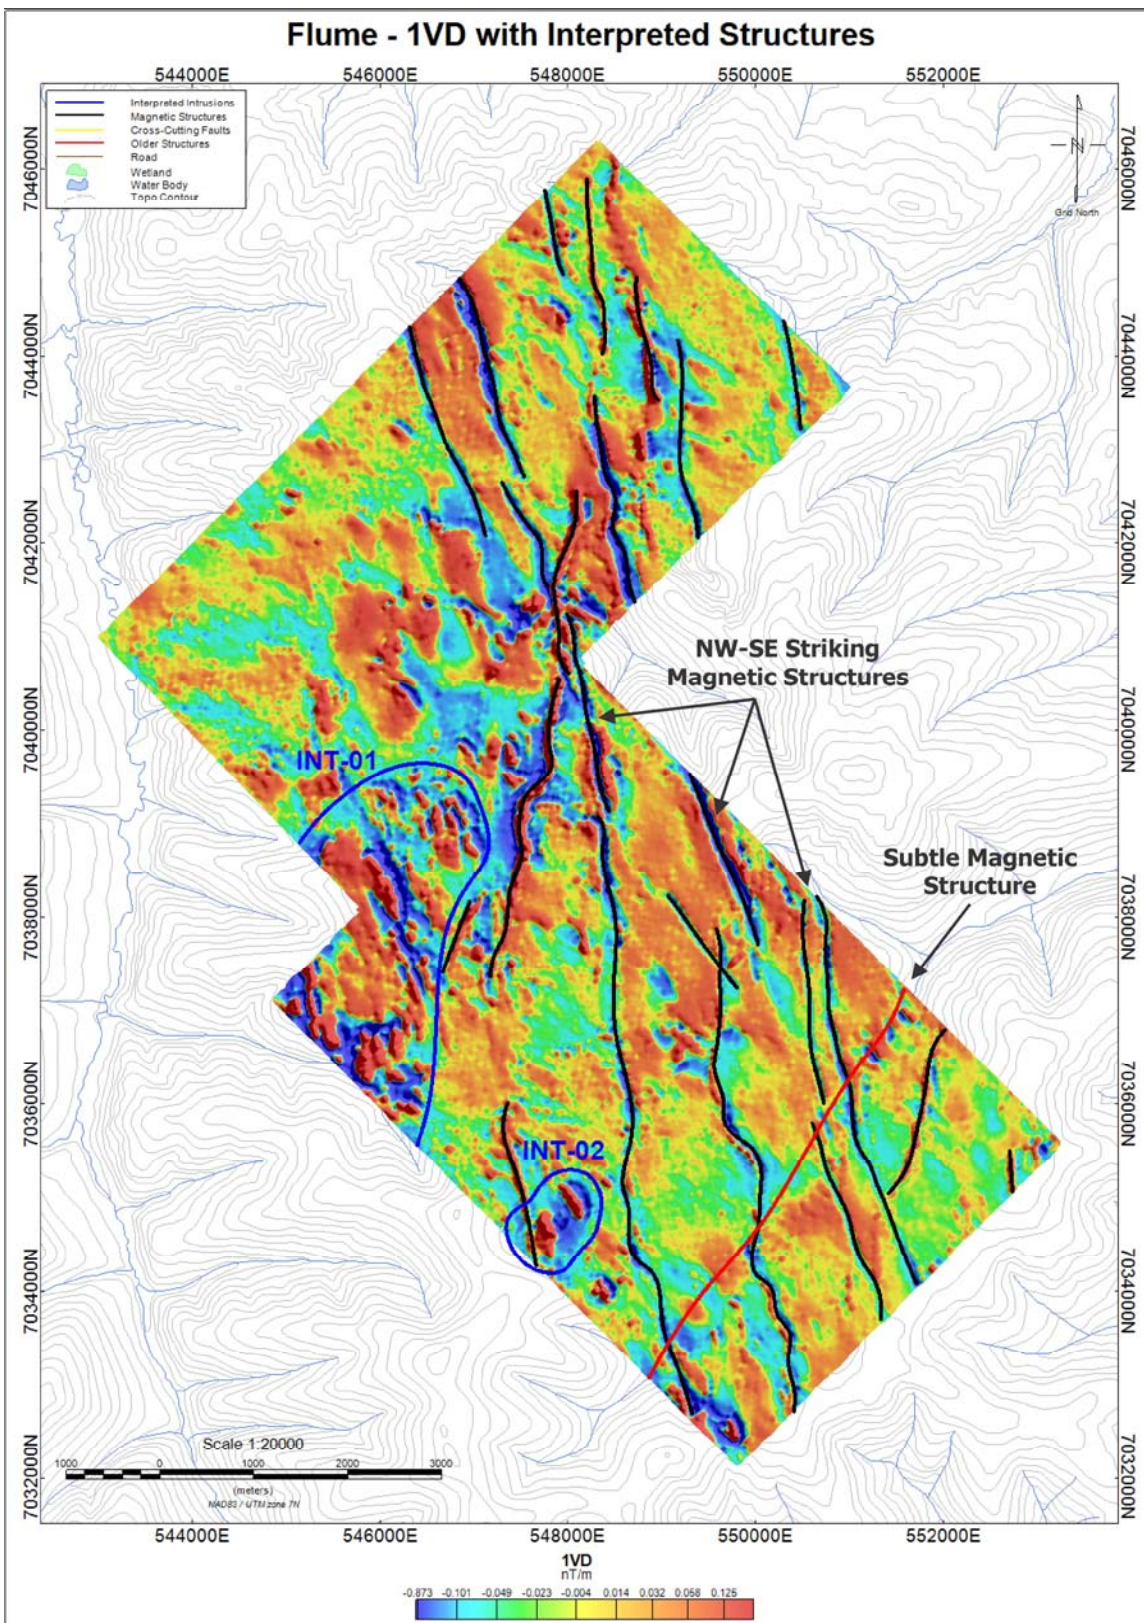 Flume - 1VD with Interpreted Structures
544000E 546000E 548000E 550000E 552000E
Interpreted Intrusions
Magnetic Structures
Cross-Cutting Faults
Older Structures
Road
Wetland
Water Body
Topo Contour
N
Grid North
7046000N 7046000N
7044000N 7044000N
7042000N 7042000N
NW-SE Striking
Magnetic Structures
7040000N 7040000N
INT-01
Subtle Magnetic
Structure
7038000N 7038000N
7036000N 7036000N
INT-02
7034000N 7034000N
Scale 1:20000
1000 0 1000 2000 3000
(meters)
NAD83 / UTM zone 7N
7032000N 7032000N
544000E 546000E 548000E 550000E 552000E
1VD
nT/m
-0.873 -0.101 -0.049 -0.023 -0.004 0.014 0.032 0.058 0.125